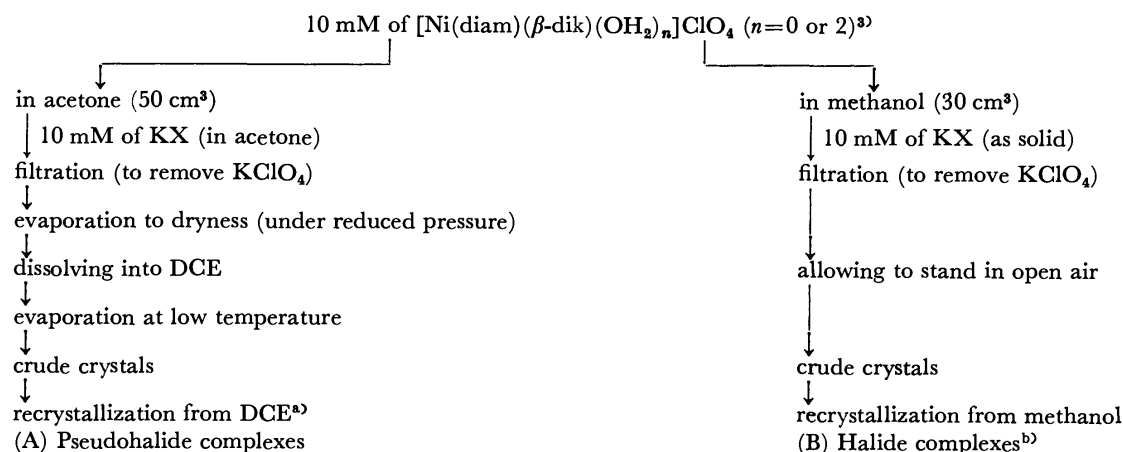 10 mM of [Ni(diam)(β-dik)(OH₂)ₙ]ClO₄ (n=0 or 2)³⁾
in acetone (50 cm³)
10 mM of KX (in acetone)
filtration (to remove KClO₄)
evaporation to dryness (under reduced pressure)
dissolving into DCE
evaporation at low temperature
crude crystals
recrystallization from DCEᵃ⁾
(A) Pseudohalide complexes
in methanol (30 cm³)
10 mM of KX (as solid)
filtration (to remove KClO₄)
allowing to stand in open air
crude crystals
recrystallization from methanol
(B) Halide complexesᵇ⁾